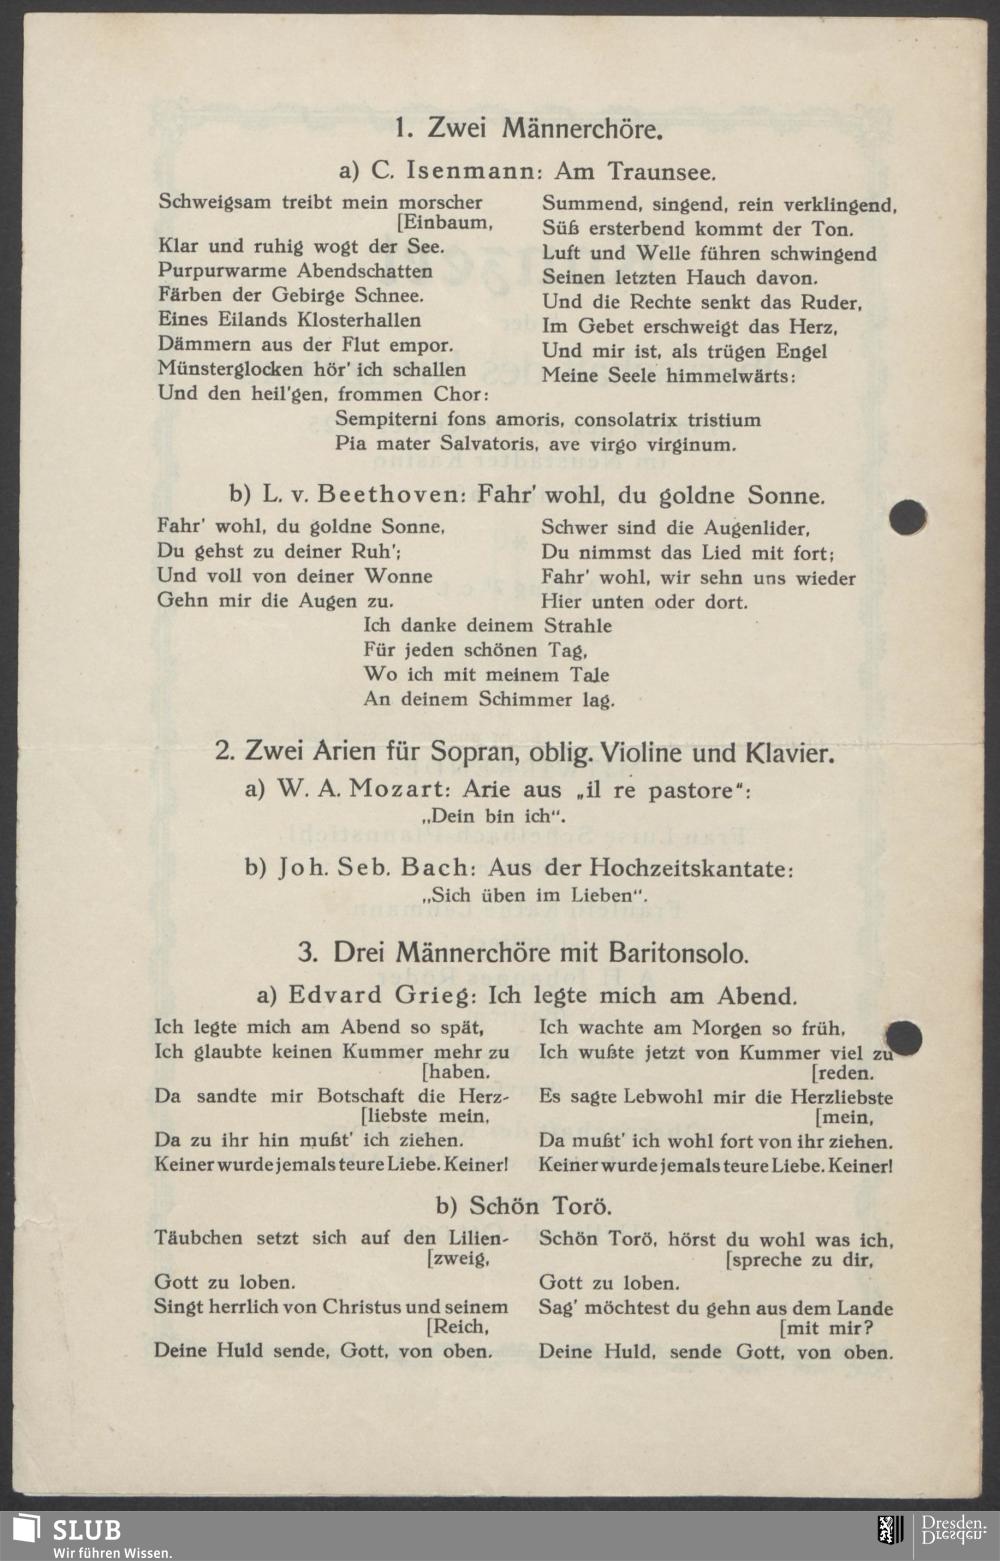 1. Zwei Männerchöre.
a) C. Isenmann: Am Traunsee.
Schweigsam treibt mein morscher
[Einbaum,
Klar und ruhig wogt der See.
Purpurwarme Abendschatten
Färben der Gebirge Schnee.
Eines Eilands Klosterhallen
Dämmern aus der Flut empor.
Münsterglocken hör' ich schallen
Und den heil'gen, frommen Chor:
Summend, singend, rein verklingend,
Süß ersterbend kommt der Ton.
Luft und Welle führen schwingend
Seinen letzten Hauch davon.
Und die Rechte senkt das Ruder,
Im Gebet erschweigt das Herz,
Und mir ist, als trügen Engel
Meine Seele himmelwärts:
Sempiterni fons amoris, consolatrix tristium
Pia mater Salvatoris, ave virgo virginum.
b) L. v. Beethoven: Fahr' wohl, du goldne Sonne.
Fahr' wohl, du goldne Sonne,
Du gehst zu deiner Ruh';
Und voll von deiner Wonne
Gehn mir die Augen zu.
Schwer sind die Augenlider,
Du nimmst das Lied mit fort;
Fahr' wohl, wir sehn uns wieder
Hier unten oder dort.
Ich danke deinem Strahle
Für jeden schönen Tag,
Wo ich mit meinem Tale
An deinem Schimmer lag.
2. Zwei Arien für Sopran, oblig. Violine und Klavier.
a) W. A. Mozart: Arie aus „il re pastore“:
„Dein bin ich“.
b) Joh. Seb. Bach: Aus der Hochzeitskantate:
„Sich üben im Lieben“.
3. Drei Männerchöre mit Baritonsolo.
a) Edvard Grieg: Ich legte mich am Abend.
Ich legte mich am Abend so spät,
Ich glaubte keinen Kummer mehr zu
[haben.
Da sandte mir Botschaft die Herz-
[liebste mein,
Da zu ihr hin mußt' ich ziehen.
Keiner wurde jemals teure Liebe. Keiner!
Ich wachte am Morgen so früh,
Ich wußte jetzt von Kummer viel zu
[reden.
Es sagte Lebwohl mir die Herzliebste
[mein,
Da mußt' ich wohl fort von ihr ziehen.
Keiner wurde jemals teure Liebe. Keiner!
b) Schön Torö.
Täubchen setzt sich auf den Lilien-
[zweig,
Gott zu loben.
Singt herrlich von Christus und seinem
[Reich,
Deine Huld sende, Gott, von oben.
Schön Torö, hörst du wohl was ich,
[spreche zu dir,
Gott zu loben.
Sag' möchtest du gehn aus dem Lande
[mit mir?
Deine Huld, sende Gott, von oben.
SLUB
Wir führen Wissen.
Dresden.